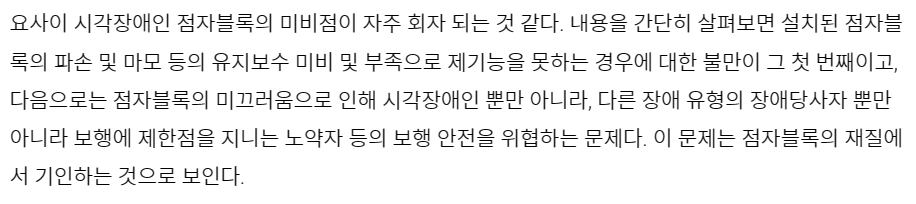 요사이 시각장애인 점자블록의 미비점이 자주 회자 되는 것 같다. 내용을 간단히 살펴보면 설치된 점자블
록의 파손 및 마모 등의 유지보수 미비 및 부족으로 제기능을 못하는 경우에 대한 불만이 그 첫 번째이고,
다음으로는 점자블록의 미끄러움으로 인해 시각장애인 뿐만 아니라, 다른 장애 유형의 장애당사자 뿐만
아니라 보행에 제한점을 지니는 노약자 등의 보행 안전을 위협하는 문제다. 이 문제는 점자블록의 재질에
서 기인하는 것으로 보인다.